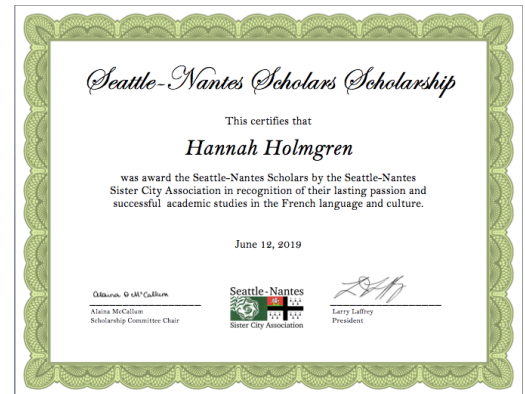 Seattle-Nantes Scholars Scholarship
This certifies that
Hannah Holmgren
was award the Seattle-Nantes Scholars by the Seattle-Nantes
Sister City Association in recognition of their lasting passion and
successful academic studies in the French language and culture.
June 12, 2019
Alaina D McCallum
Alaina McCallum
Scholarship Committee Chair
Seattle-Nantes
Sister City Association
Larry Laffrey
President